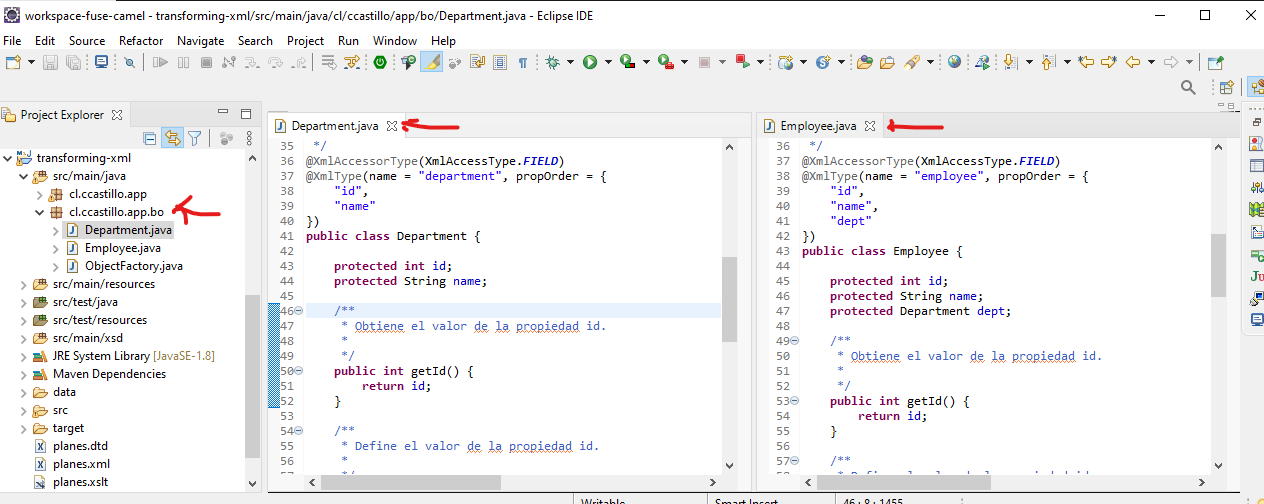 workspace-fuse-camel - transforming-xml/src/main/java/cl/ccastillo/app/bo/Department.java - Eclipse IDE
File Edit Source Refactor Navigate Search Project Run Window Help
Project Explorer
transforming-xml
src/main/java
cl.ccastillo.app
cl.ccastillo.app.bo
Department.java
Employee.java
ObjectFactory.java
src/main/resources
src/test/java
src/test/resources
src/main/xsd
JRE System Library [JavaSE-1.8]
Maven Dependencies
data
src
target
planes.dtd
planes.xml
planes.xslt
Department.java
35 */
36 @XmlAccessorType(XmlAccessType.FIELD)
37 @XmlType(name = "department", propOrder = {
38 "id",
39 "name"
40 })
41 public class Department {
42
43 protected int id;
44 protected String name;
45
46 /**
47 * Obtiene el valor de la propiedad id.
48 *
49 */
50 public int getId() {
51 return id;
52 }
53
54 /**
55 * Define el valor de la propiedad id.
56 *
Employee.java
36 */
37 @XmlAccessorType(XmlAccessType.FIELD)
38 @XmlType(name = "employee", propOrder = {
39 "id",
40 "name",
41 "dept"
42 })
43 public class Employee {
44
45 protected int id;
46 protected String name;
47 protected Department dept;
48
49 /**
50 * Obtiene el valor de la propiedad id.
51 *
52 */
53 public int getId() {
54 return id;
55 }
56
57 /**
Writable Smart Insert 46 : 8 : 1455